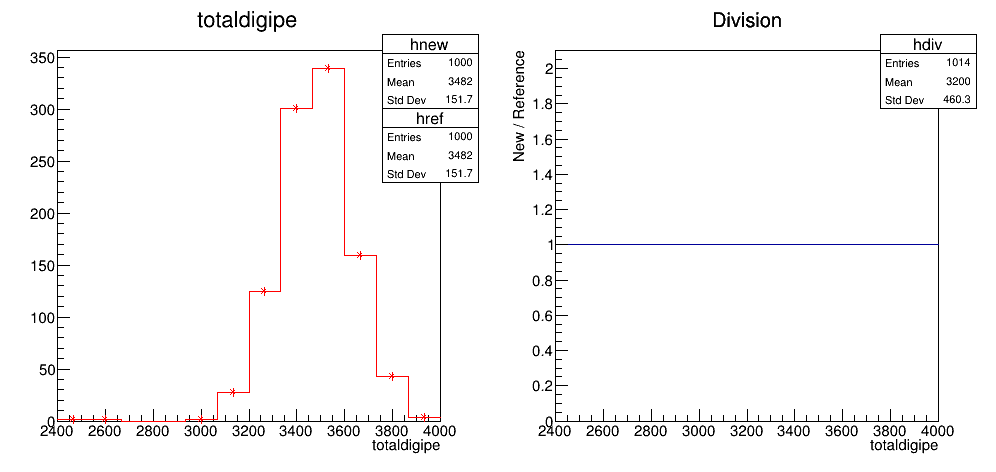 totaldigipe
hnew
Entries 1000
Mean 3482
Std Dev 151.7
href
Entries 1000
Mean 3482
Std Dev 151.7
350
300
250
200
150
100
50
0
2400 2600 2800 3000 3200 3400 3600 3800 4000
totaldigipe
Division
hdiv
Entries 1014
Mean 3200
Std Dev 460.3
New / Reference
2
1.8
1.6
1.4
1.2
1
0.8
0.6
0.4
0.2
0
2400 2600 2800 3000 3200 3400 3600 3800 4000
totaldigipe